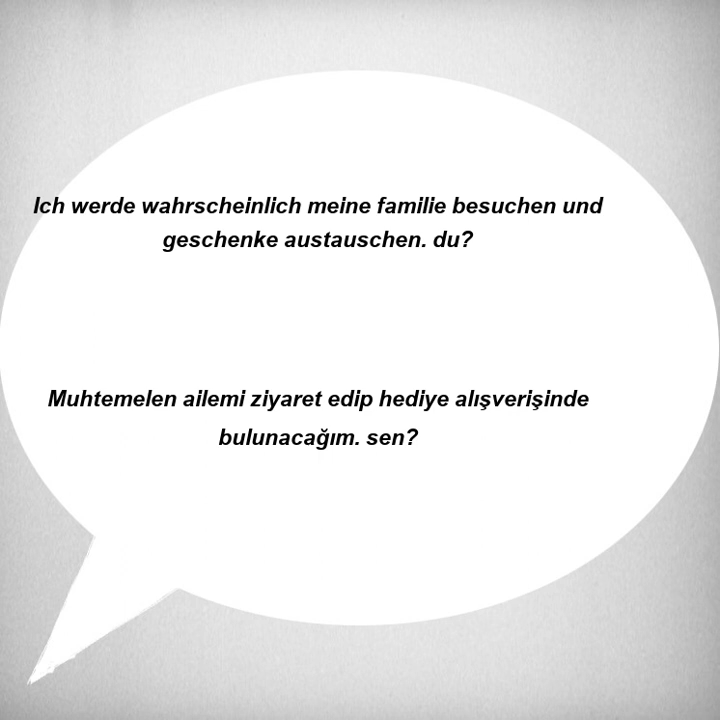 Ich werde wahrscheinlich meine familie besuchen und
geschenke austauschen. du?
Muhtemelen ailemi ziyaret edip hediye alışverişinde
bulunacağım. sen?